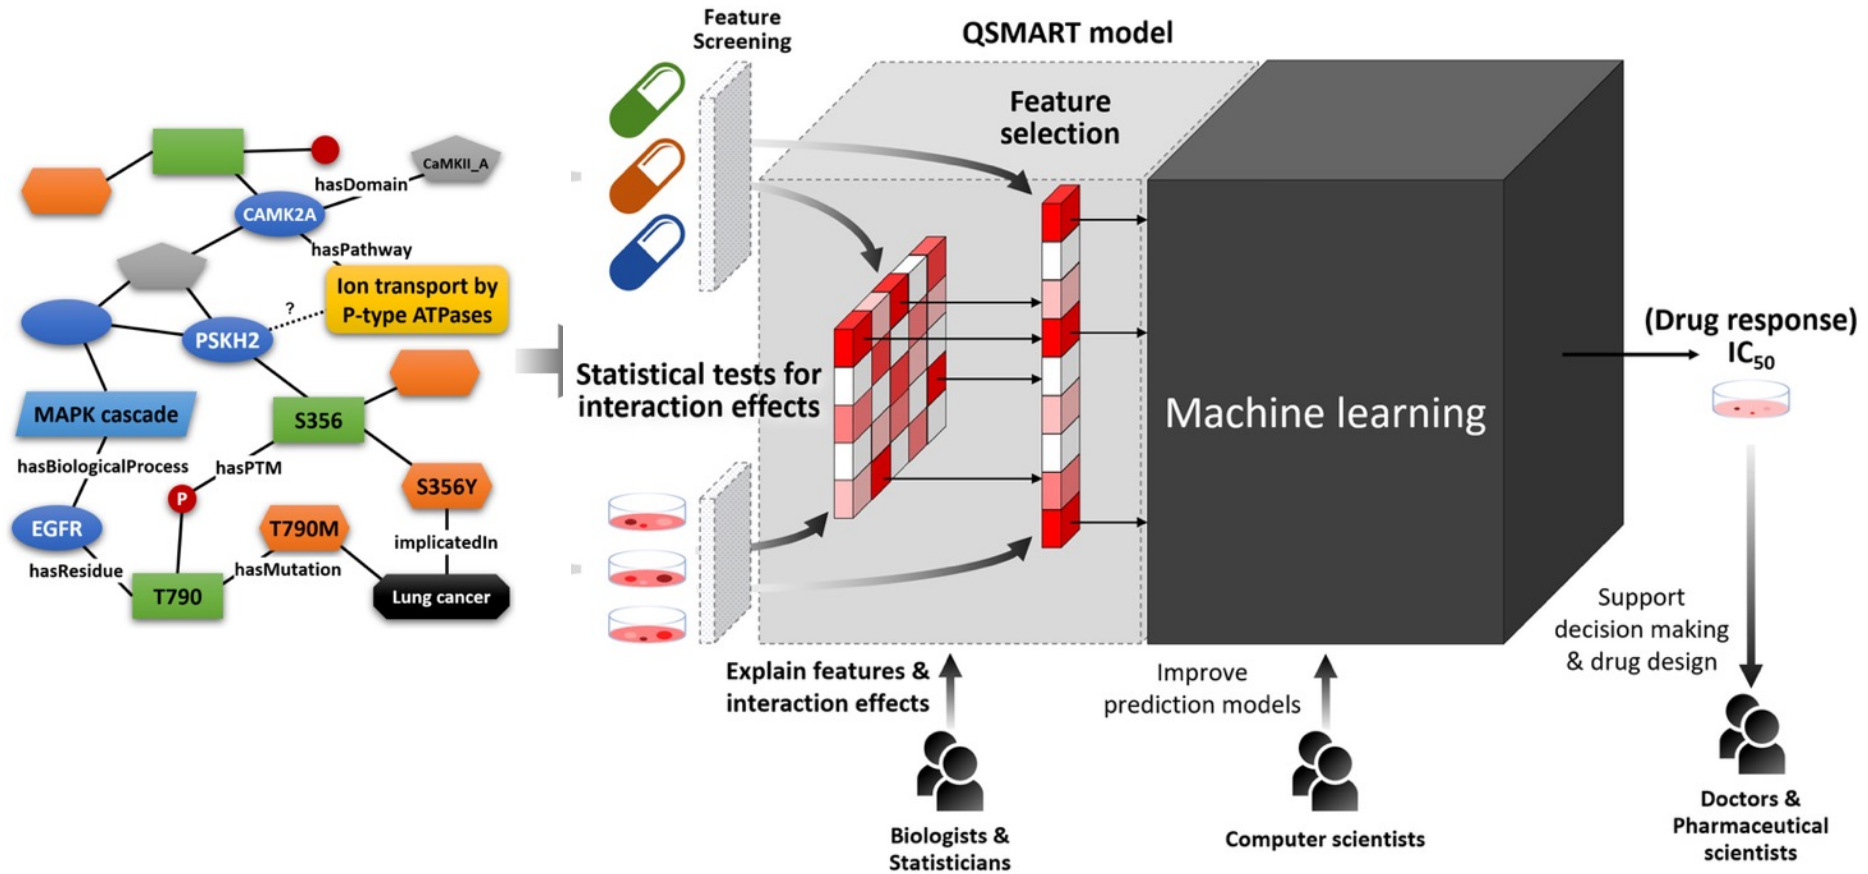 CaMKII_A
hasDomain
CAMK2A
hasPathway
Ion transport by
P-type ATPases
?
PSKH2
MAPK cascade
S356
hasBiologicalProcess
hasPTM
S356Y
P
EGFR
T790M
implicatedIn
hasResidue
hasMutation
T790
Lung cancer
Feature
Screening
QSMART model
Feature
selection
Statistical tests for
interaction effects
Machine learning
(Drug response)
IC50
Explain features &
interaction effects
Improve
prediction models
Support
decision making
& drug design
Biologists &
Statisticians
Computer scientists
Doctors &
Pharmaceutical
scientists